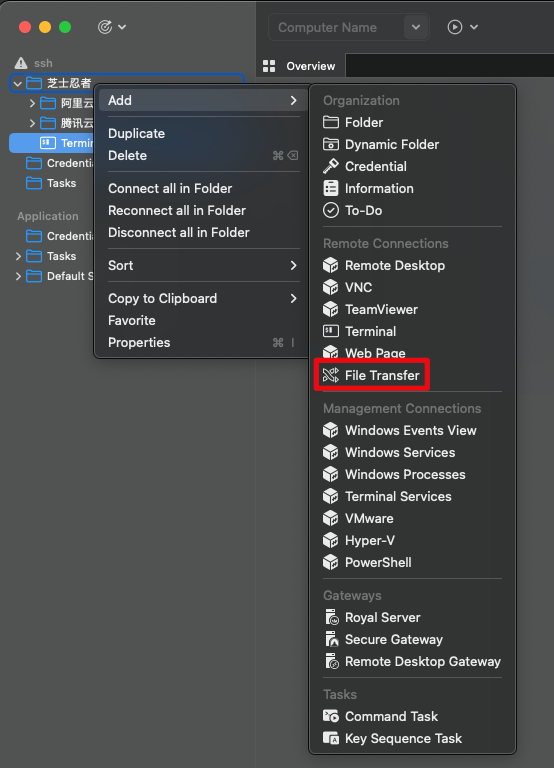 Computer Name
ssh
Overview
芝士忍者
阿里云
腾讯云
Termin
Credentia
Tasks
Application
Credentia
Tasks
Default S
Add
Duplicate
Delete ⌘⌫
Connect all in Folder
Reconnect all in Folder
Disconnect all in Folder
Sort
Copy to Clipboard
Favorite
Properties ⌘ I
Organization
Folder
Dynamic Folder
Credential
Information
To-Do
Remote Connections
Remote Desktop
VNC
TeamViewer
Terminal
Web Page
File Transfer
Management Connections
Windows Events View
Windows Services
Windows Processes
Terminal Services
VMware
Hyper-V
PowerShell
Gateways
Royal Server
Secure Gateway
Remote Desktop Gateway
Tasks
Command Task
Key Sequence Task